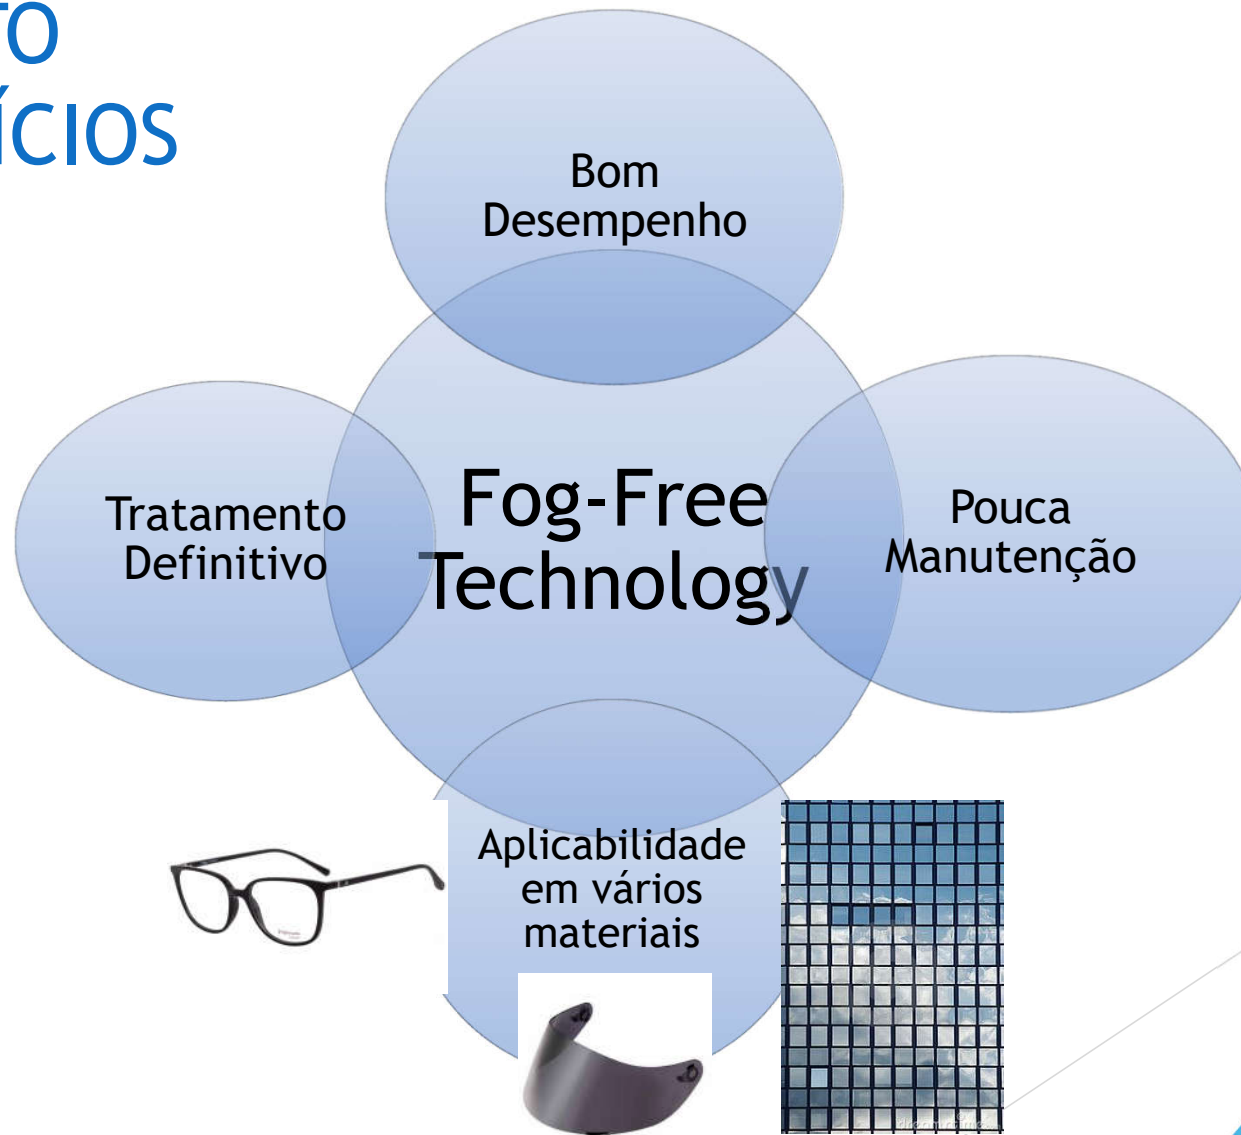 TO
ÍCIOS
Bom
Desempenho
Tratamento
Definitivo
Fog-Free
Technology
Pouca
Manutenção
Aplicabilidade
em vários
materiais